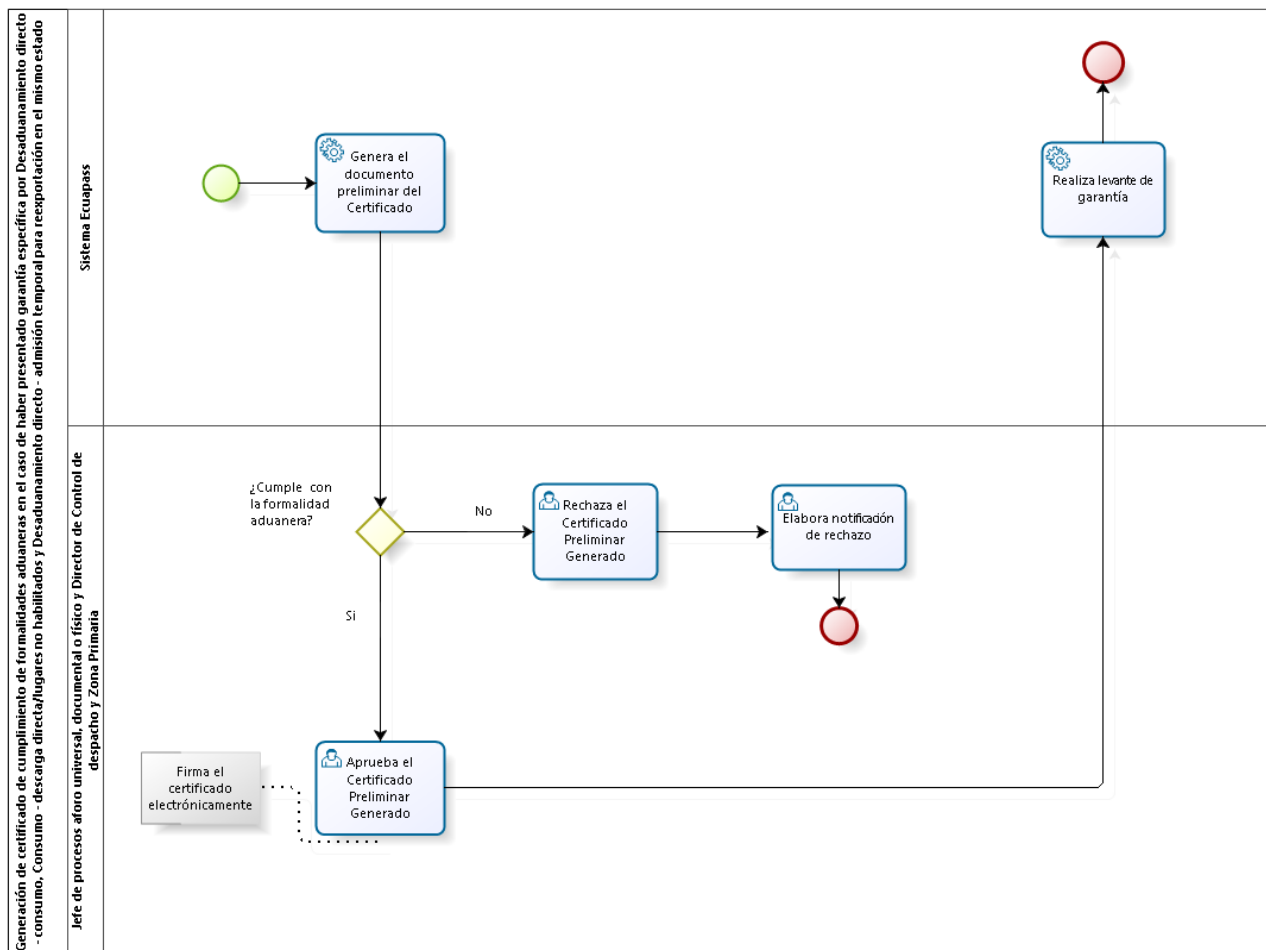 Generación de certificado de cumplimiento de formalidades aduaneras en el caso de haber presentado garantía específica por Desaduanamiento directo
- consumo, Consumo - descarga directa/lugares no habilitados y Desaduanamiento directo - admisión temporal para reexportación en el mismo estado
Sistema Ecuapass
Genera el
documento
preliminar del
Certificado
Realiza levante de
garantía
Jefe de procesos aforo universal, documental o físico y Director de Control de
despacho y Zona Primaria
¿Cumple con
la formalidad
aduanera?
No
Rechaza el
Certificado
Preliminar
Generado
Elabora notificación
de rechazo
Si
Firma el
certificado
electrónicamente
Aprueba el
Certificado
Preliminar
Generado